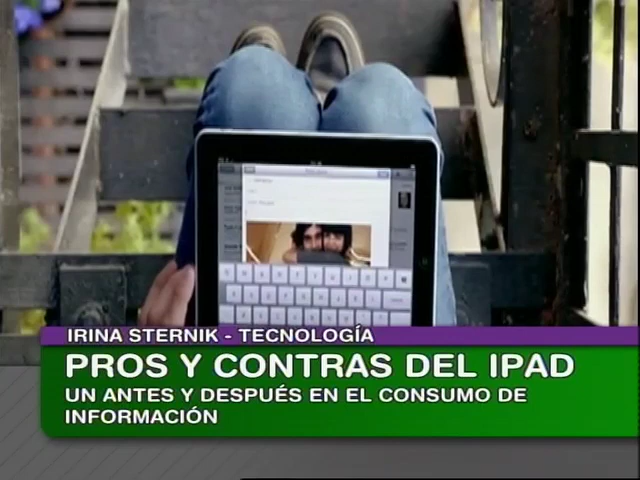 IRINA STERNIK - TECNOLOGÍA
PROS Y CONTRAS DEL IPAD
UN ANTES Y DESPUÉS EN EL CONSUMO DE
INFORMACIÓN